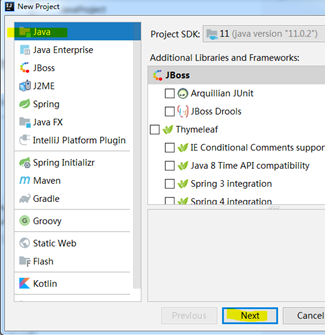 New Project
Java
Java Enterprise
JBoss
J2ME
Spring
Java FX
IntelliJ Platform Plugin
Spring Initializr
Maven
Gradle
Groovy
Static Web
Flash
Kotlin
Project SDK: 11 (java version "11.0.2")
Additional Libraries and Frameworks:
JBoss
Arquillian JUnit
JBoss Drools
Thymeleaf
IE Conditional Comments suppor
Java 8 Time API compatibility
Spring 3 integration
Spring 4 integration
Previous
Next
Cancel